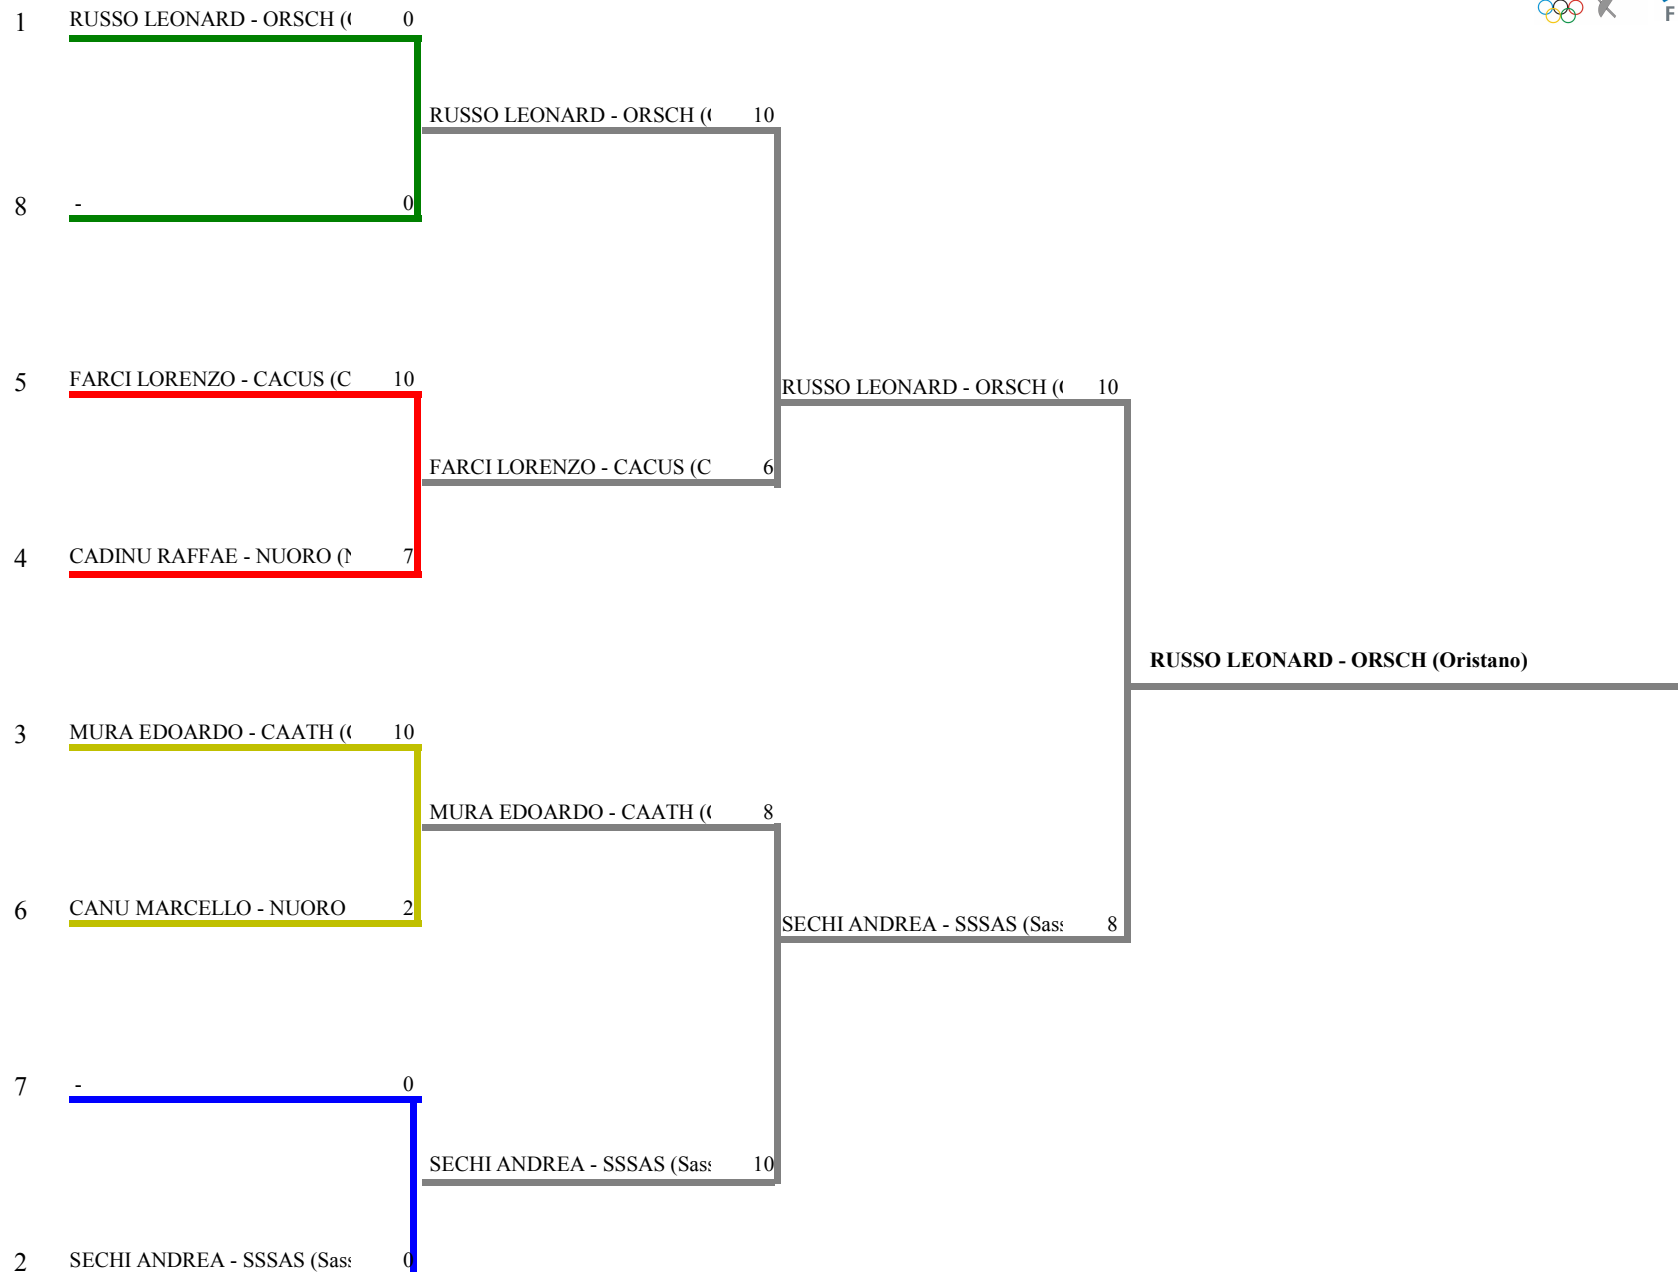 F
1 RUSSO LEONARD - ORSCH (O 0
RUSSO LEONARD - ORSCH (O 10
8 - 0
5 FARCI LORENZO - CACUS (C 10
RUSSO LEONARD - ORSCH (O 10
FARCI LORENZO - CACUS (C 6
4 CADINU RAFFAE - NUORO (N 7
RUSSO LEONARD - ORSCH (Oristano)
3 MURA EDOARDO - CAATH (C 10
MURA EDOARDO - CAATH (C 8
6 CANU MARCELLO - NUORO 2
SECHI ANDREA - SSSAS (Sass 8
7 - 0
SECHI ANDREA - SSSAS (Sass 10
2 SECHI ANDREA - SSSAS (Sass 0